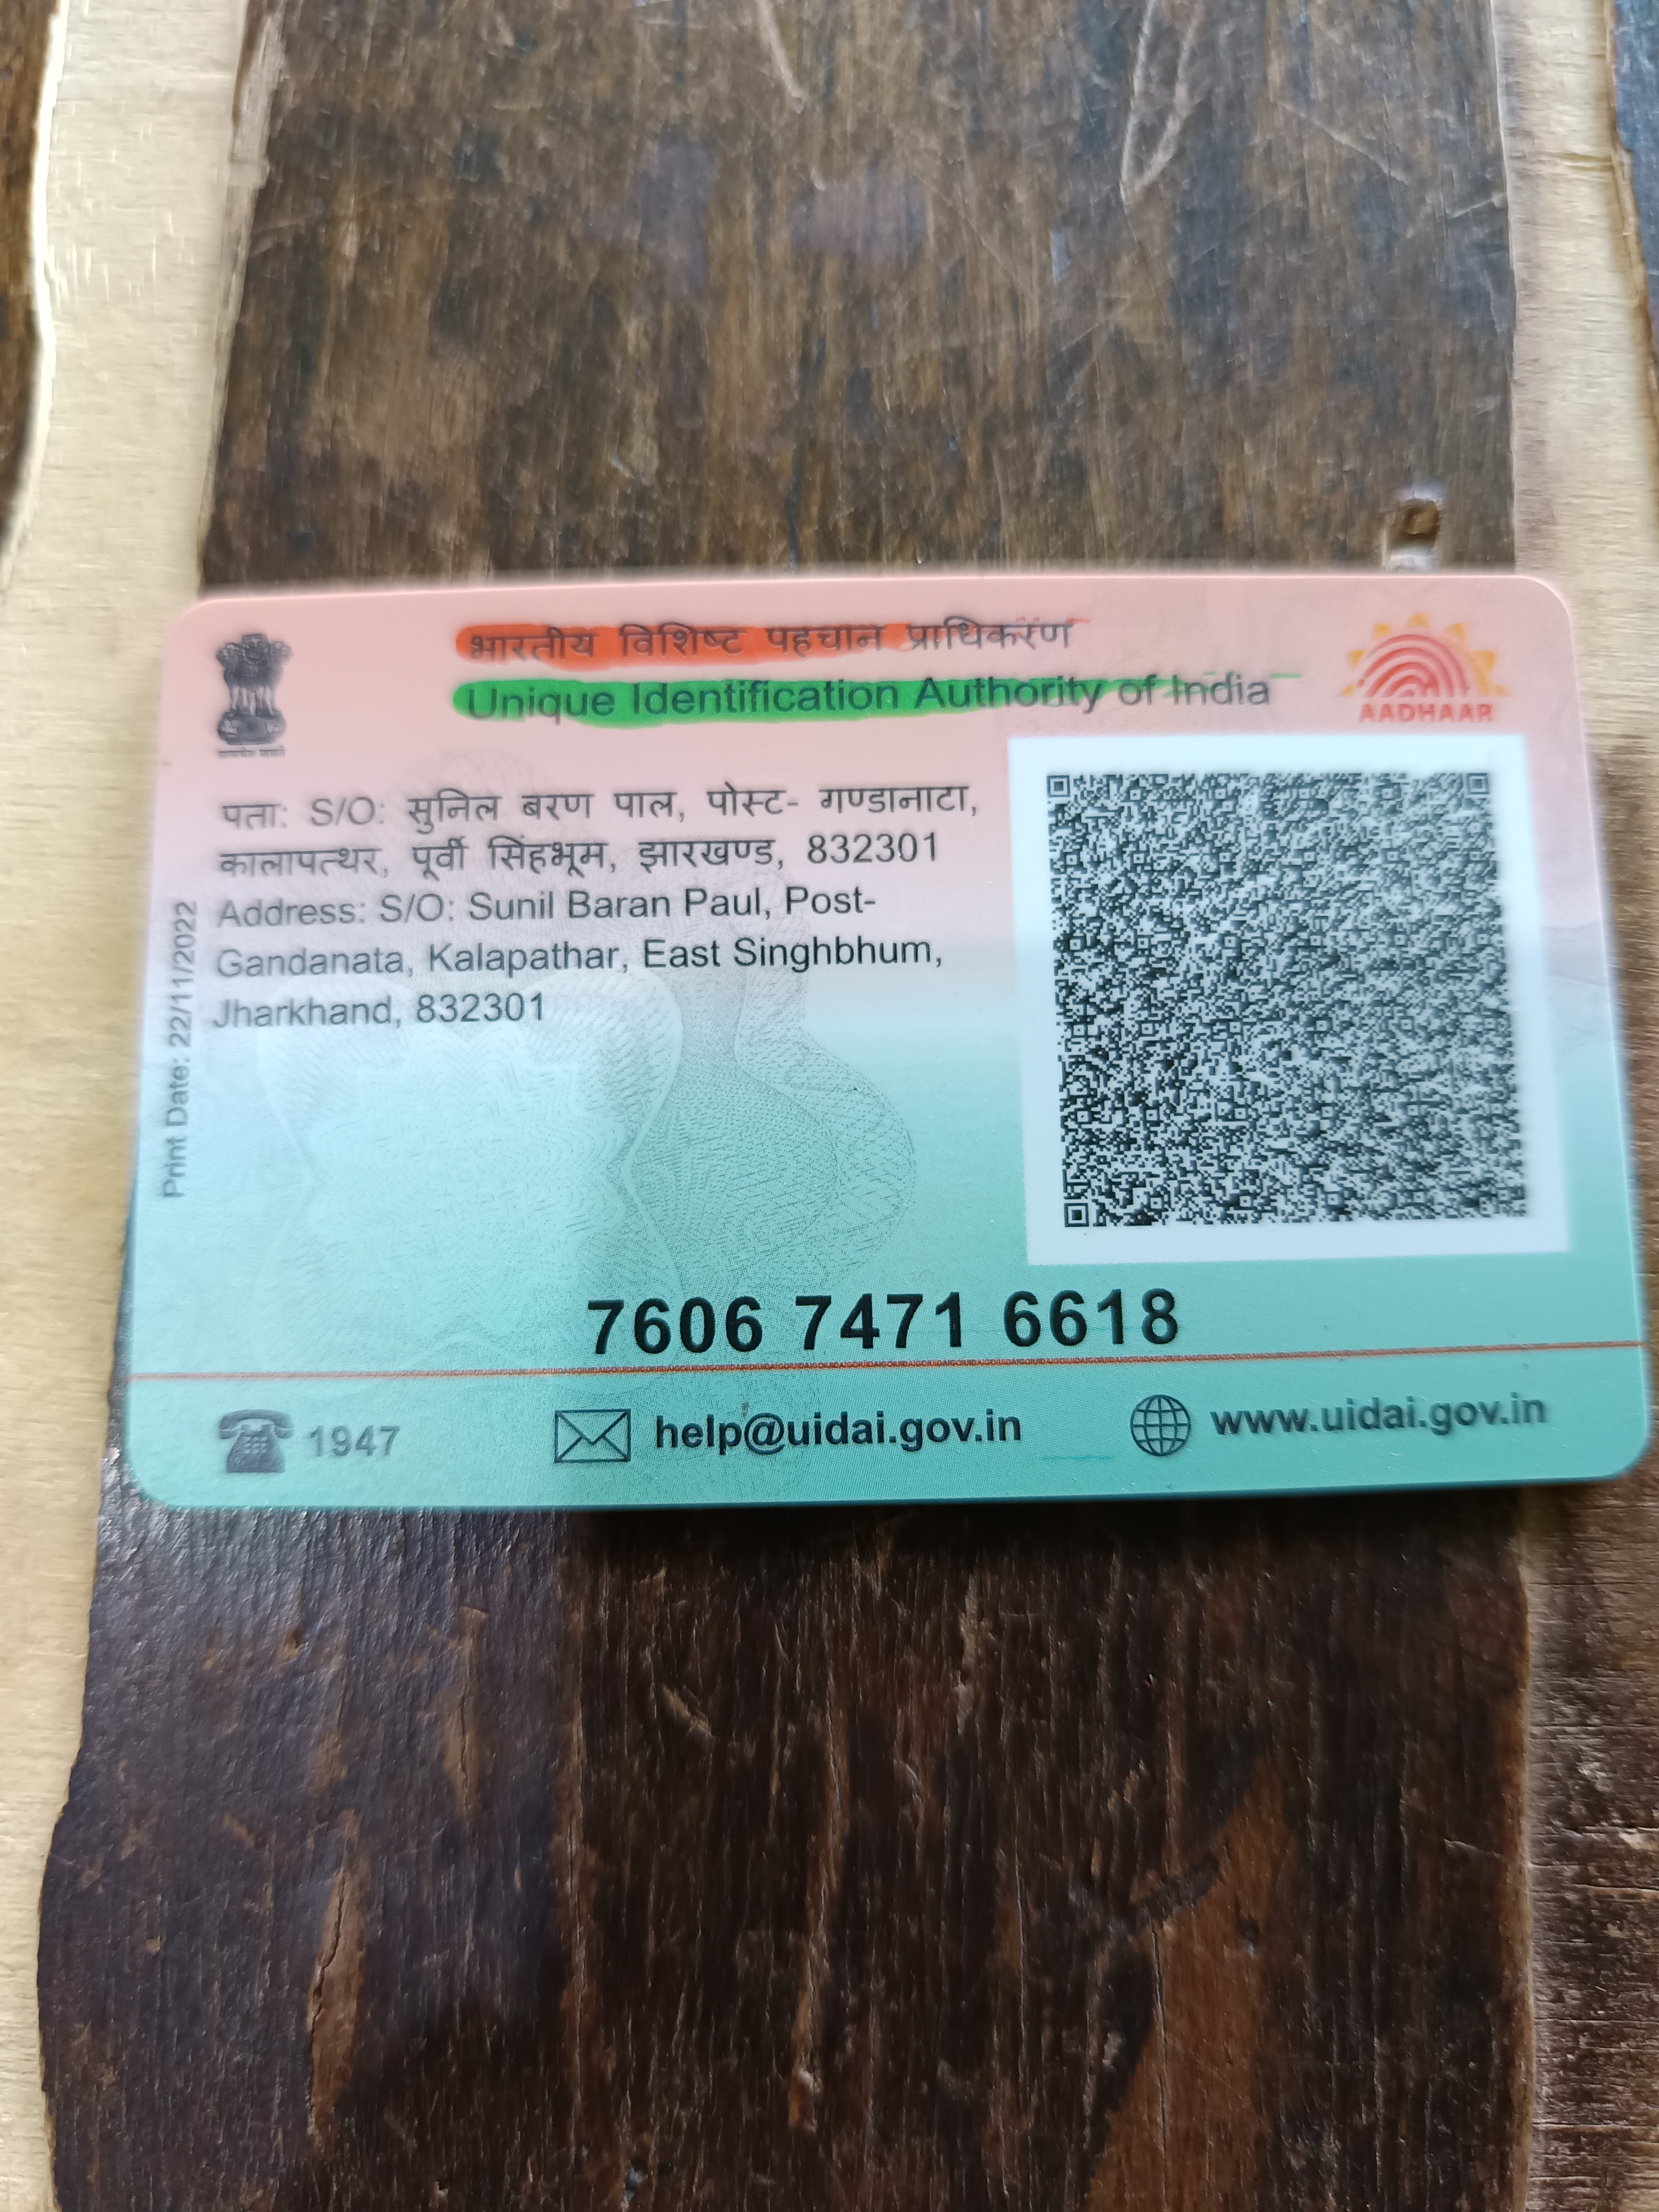 भारतीय विशिष्ट पहचान प्राधिकरण
Unique Identification Authority of India
AADHAAR
पता: S/O: सुनिल बरण पाल, पोस्ट- गण्डानाटा,
कालापत्थर, पूर्वी सिंहभूम, झारखण्ड, 832301
Address: S/O: Sunil Baran Paul, Post-
Gandanata, Kalapathar, East Singhbhum,
Jharkhand, 832301
Print Date: 22/11/2022
7606 7471 6618
1947
help@uidai.gov.in
www.uidai.gov.in